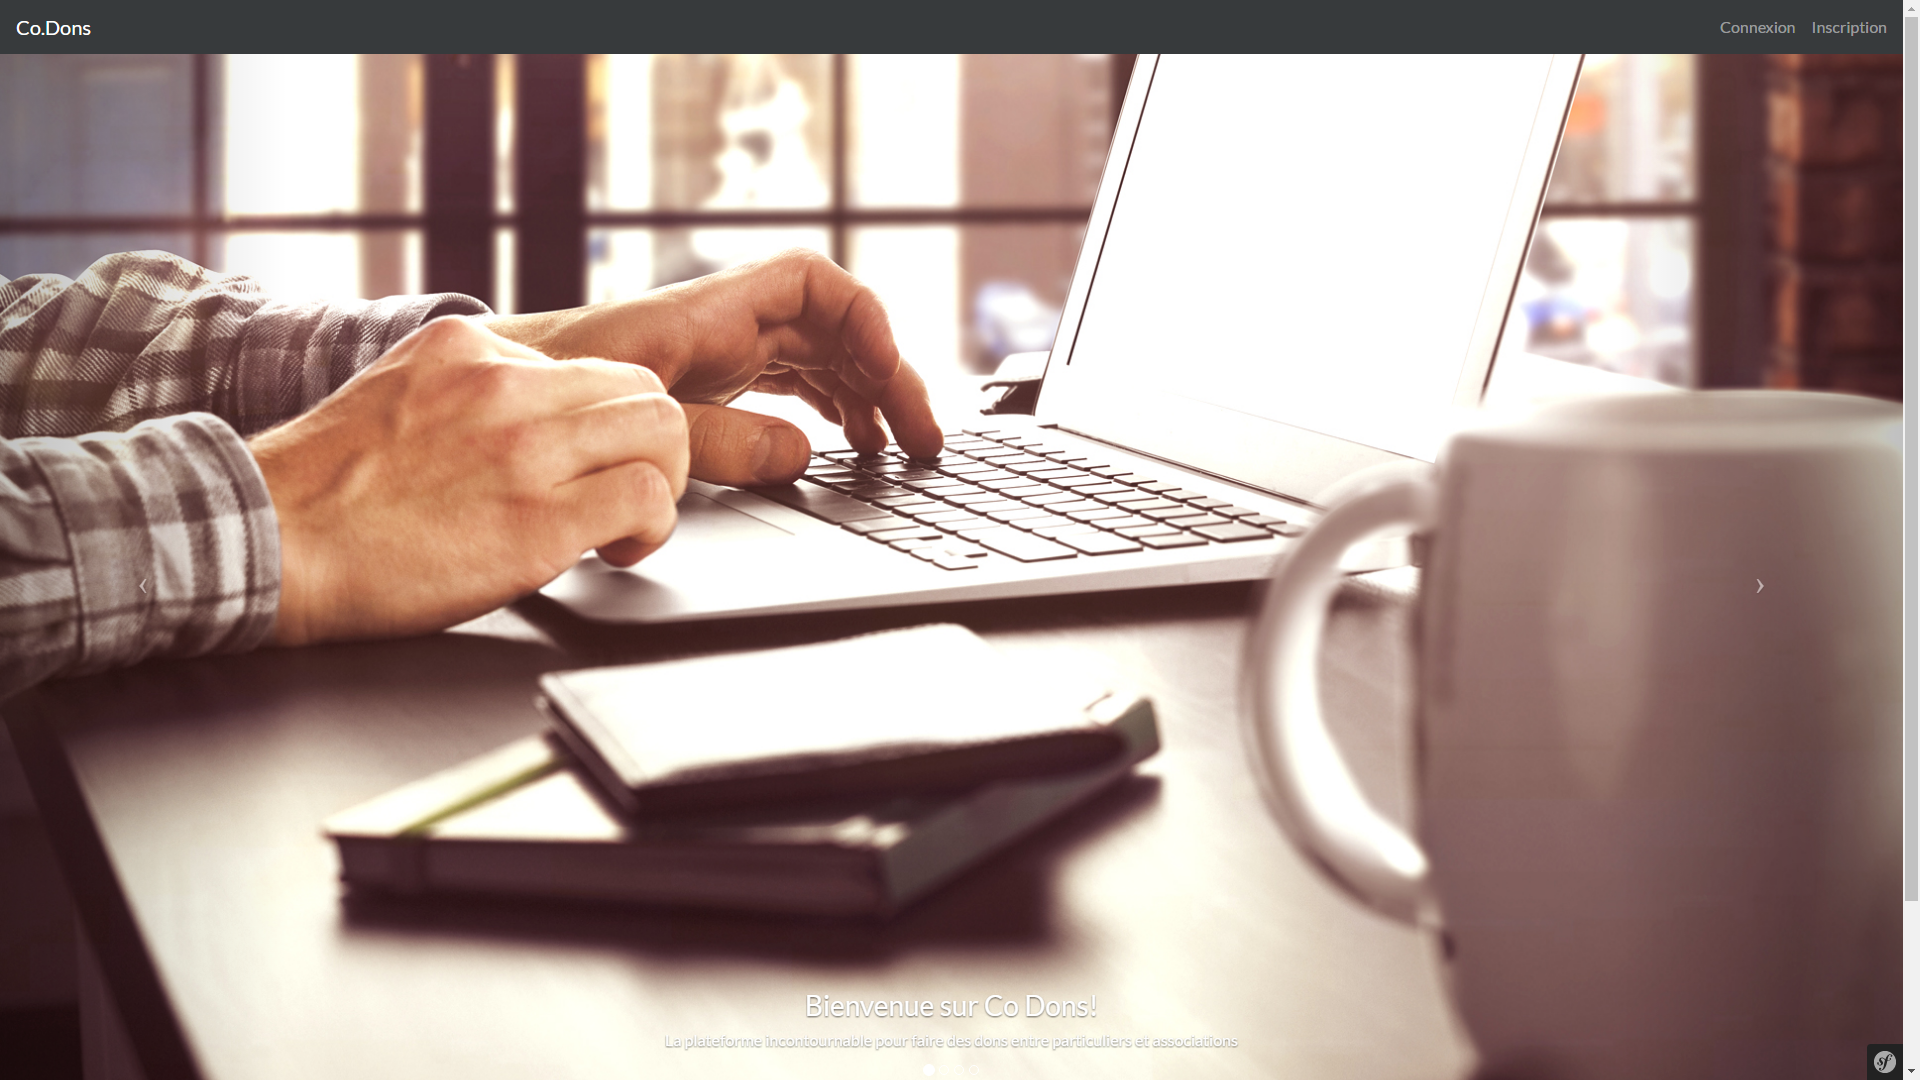 Co.Dons
Connexion
Inscription
Bienvenue sur Co Dons!
La plateforme incontournable pour faire des dons entre particuliers et associations
sf